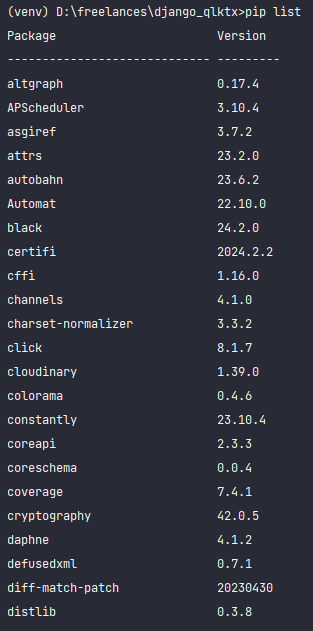 (venv) D:\freelances\django_qlktx>pip list
Package Version
----------------------------- ---------
altgraph 0.17.4
APScheduler 3.10.4
asgiref 3.7.2
attrs 23.2.0
autobahn 23.6.2
Automat 22.10.0
black 24.2.0
certifi 2024.2.2
cffi 1.16.0
channels 4.1.0
charset-normalizer 3.3.2
click 8.1.7
cloudinary 1.39.0
colorama 0.4.6
constantly 23.10.4
coreapi 2.3.3
coreschema 0.0.4
coverage 7.4.1
cryptography 42.0.5
daphne 4.1.2
defusedxml 0.7.1
diff-match-patch 20230430
distlib 0.3.8